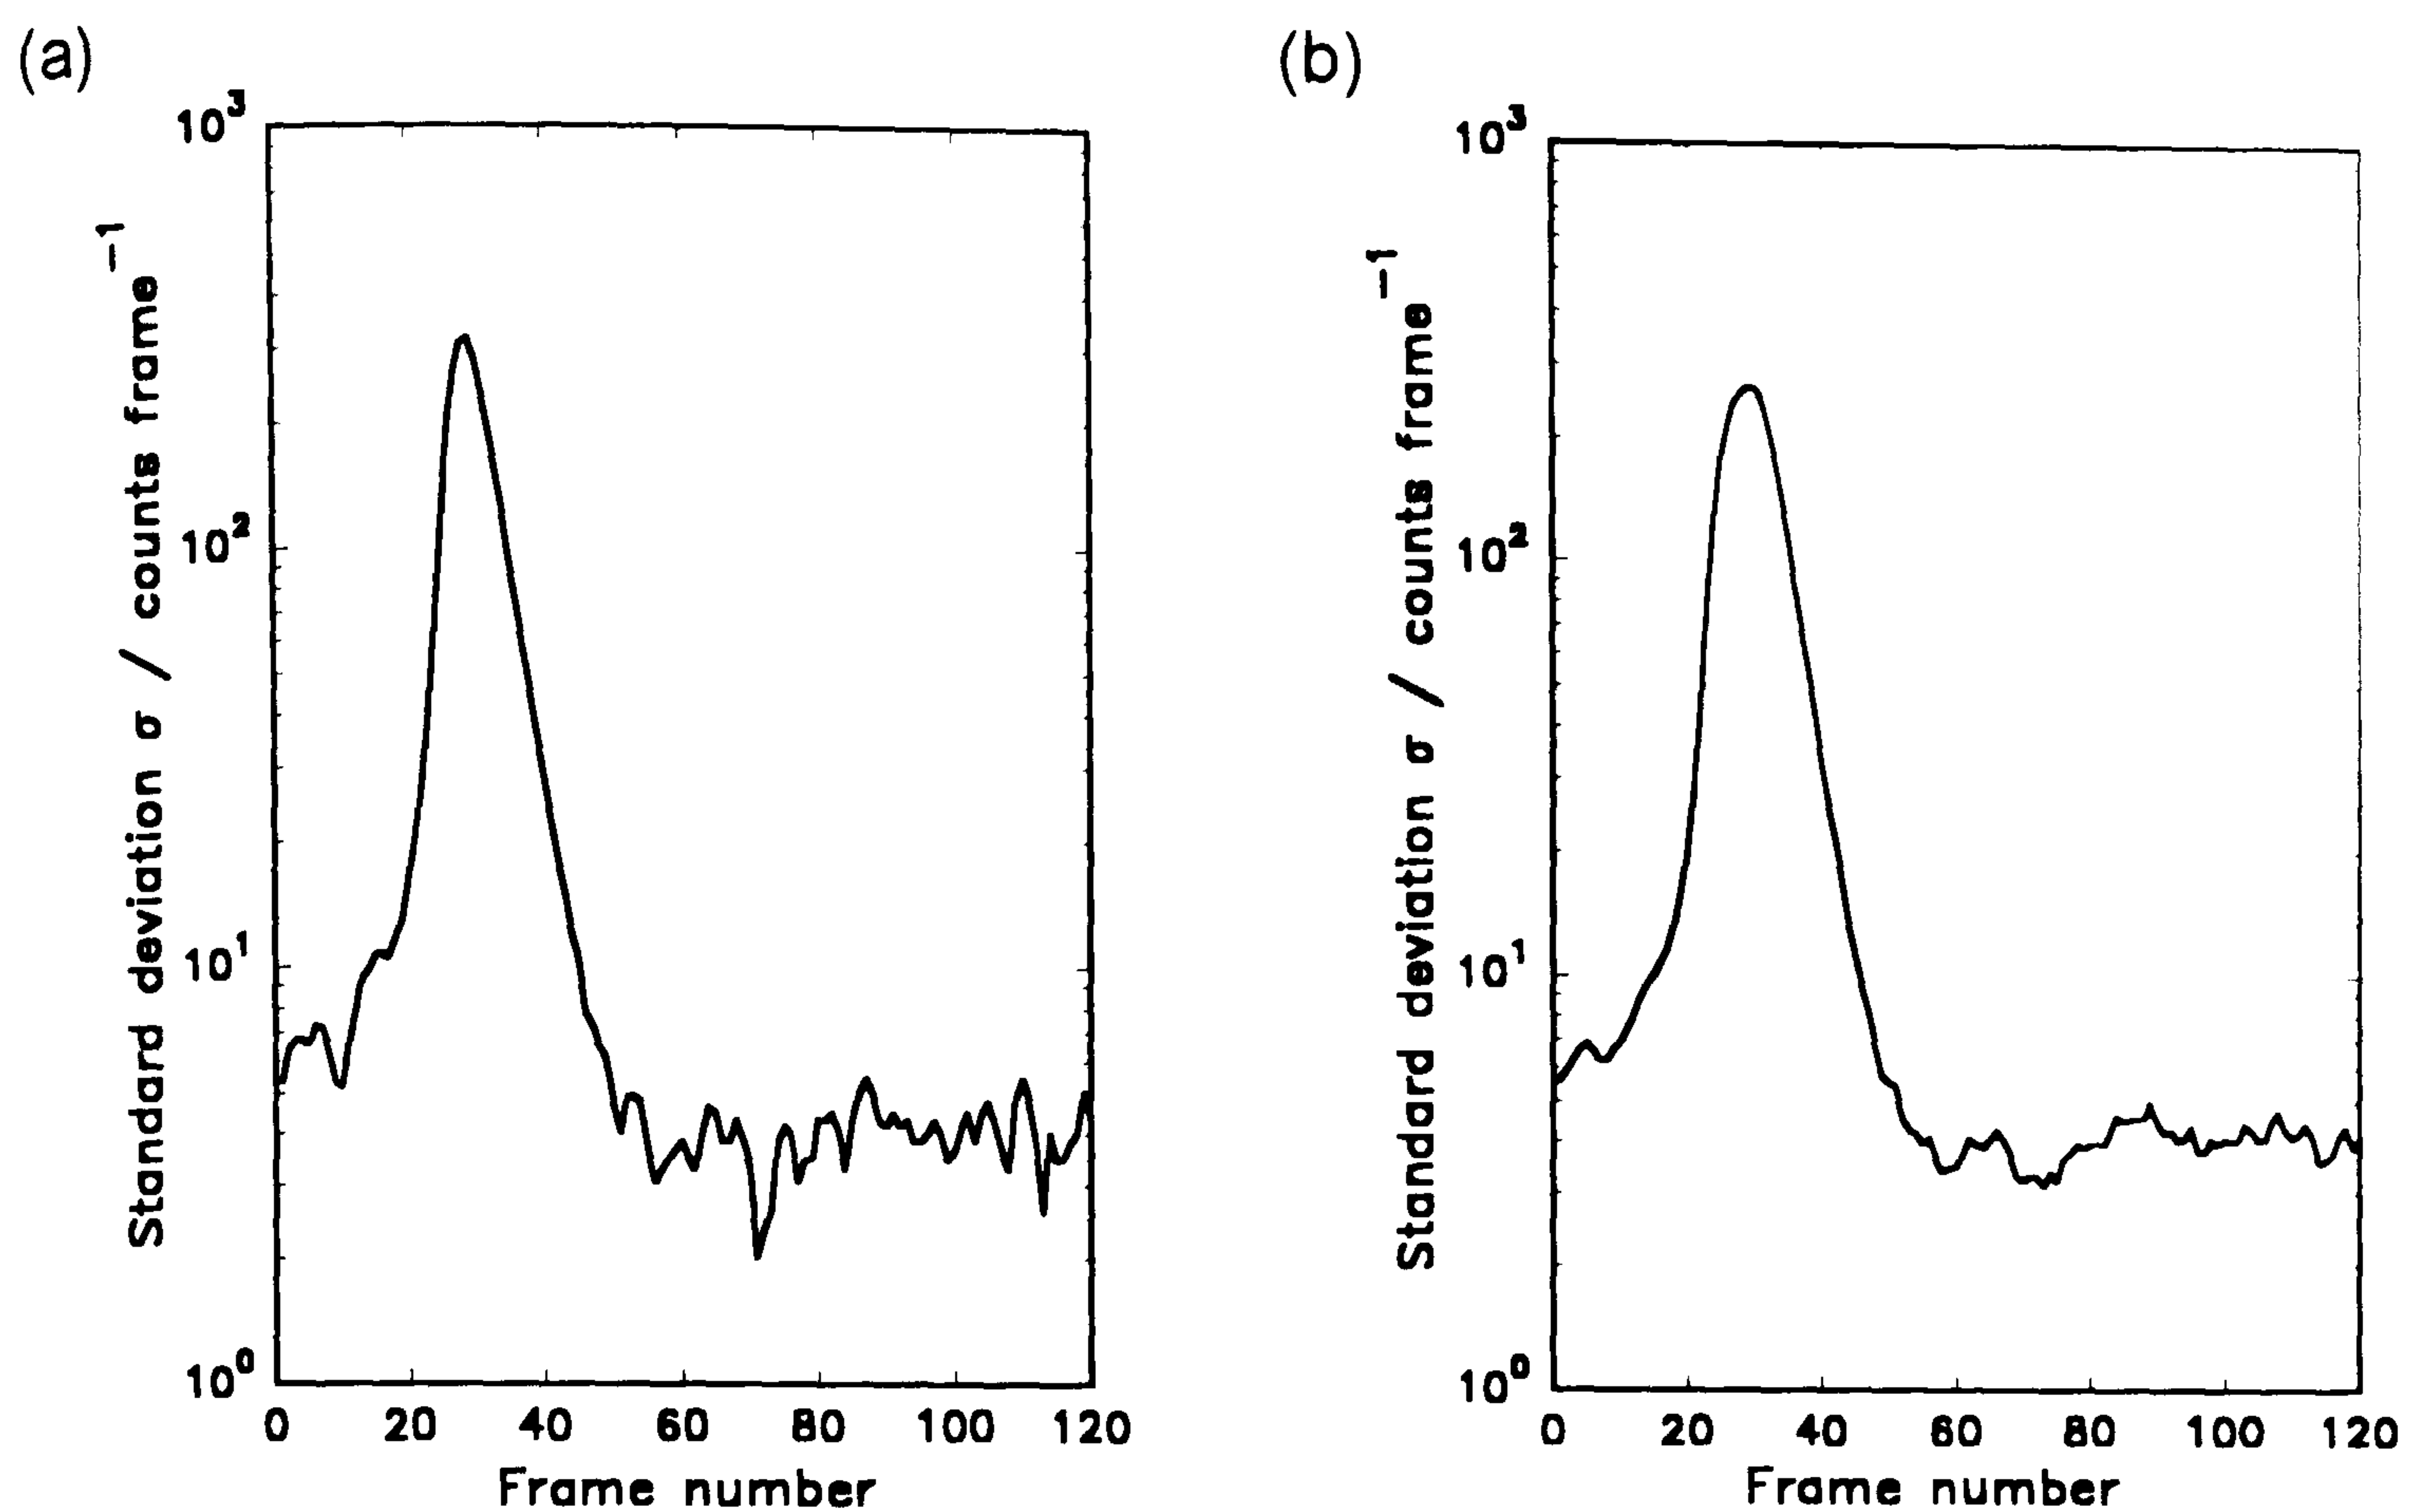 (a)
10³
10²
10¹
10⁰
Standard deviation σ / counts frame⁻¹
0 20 40 60 80 100 120
Frame number
(b)
10³
10²
10¹
10⁰
Standard deviation σ / counts frame⁻¹
0 20 40 60 80 100 120
Frame number